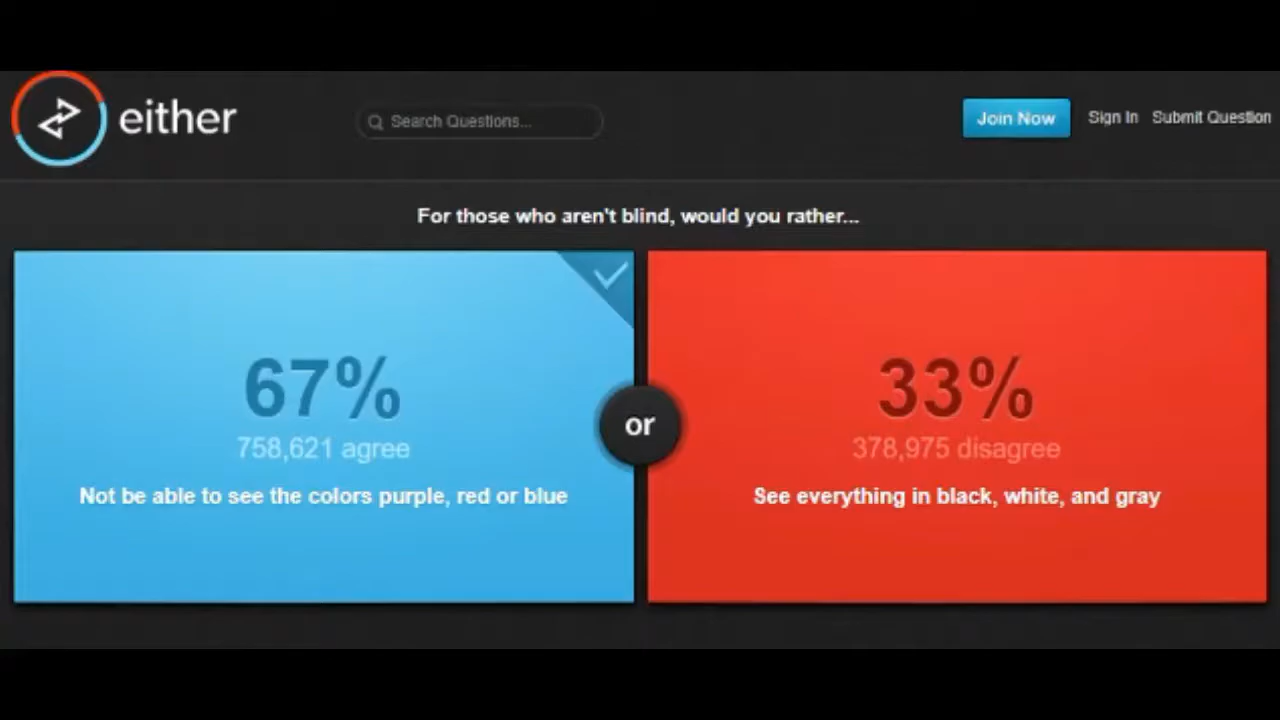 either
Search Questions...
Join Now
Sign In
Submit Question
For those who aren't blind, would you rather...
67%
758,621 agree
Not be able to see the colors purple, red or blue
or
33%
378,975 disagree
See everything in black, white, and gray